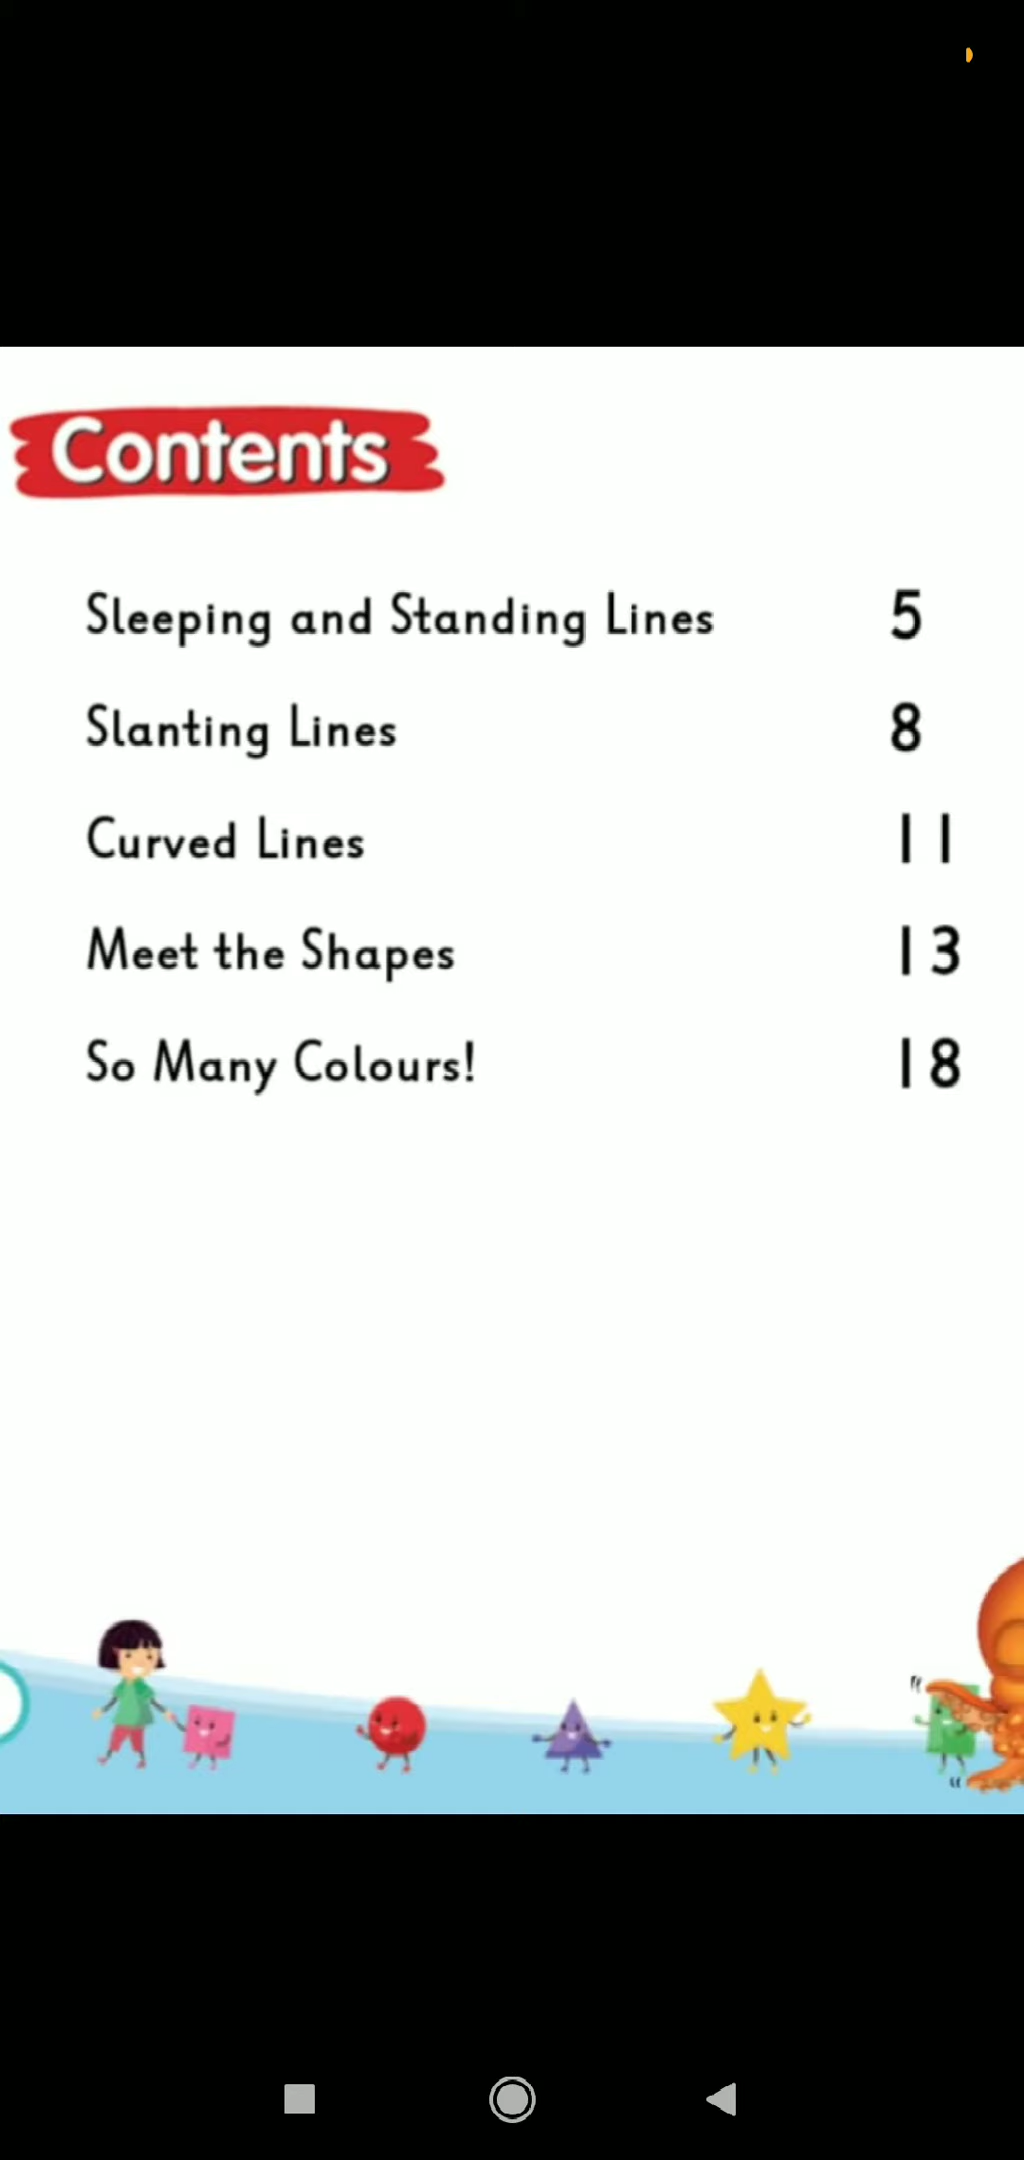 Contents
Sleeping and Standing Lines 5
Slanting Lines 8
Curved Lines 11
Meet the Shapes 13
So Many Colours! 18